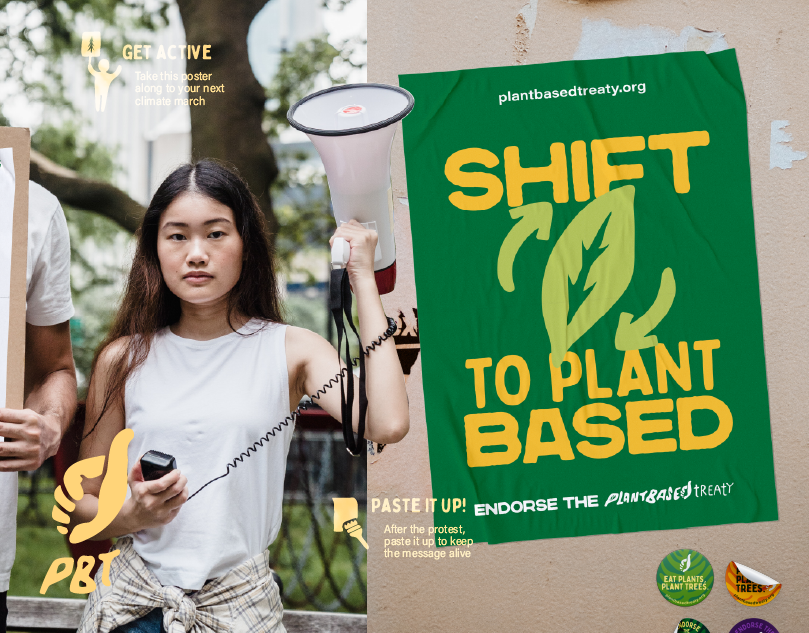 GET ACTIVE
Take this poster
along to your next
climate march
plantbasedtreaty.org
SHIFT
TO PLANT
BASED
ENDORSE THE PLANTBASED TREATY
PASTE IT UP!
After the protest,
paste it up to keep
the message alive
PBT
EAT PLANTS
PLANT TREES
TREES